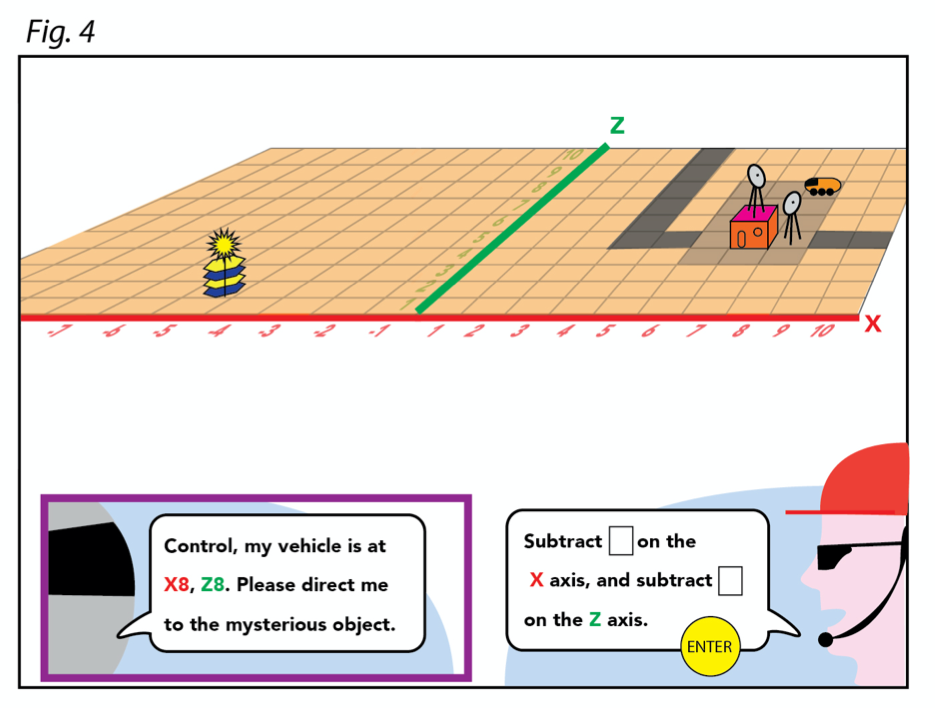 Fig. 4
Z
10
9
8
7
6
5
4
3
2
1
-7 -6 -5 -4 -3 -2 -1 1 2 3 4 5 6 7 8 9 10 X
Control, my vehicle is at
X8, Z8. Please direct me
to the mysterious object.
Subtract on the
X axis, and subtract
on the Z axis.
ENTER